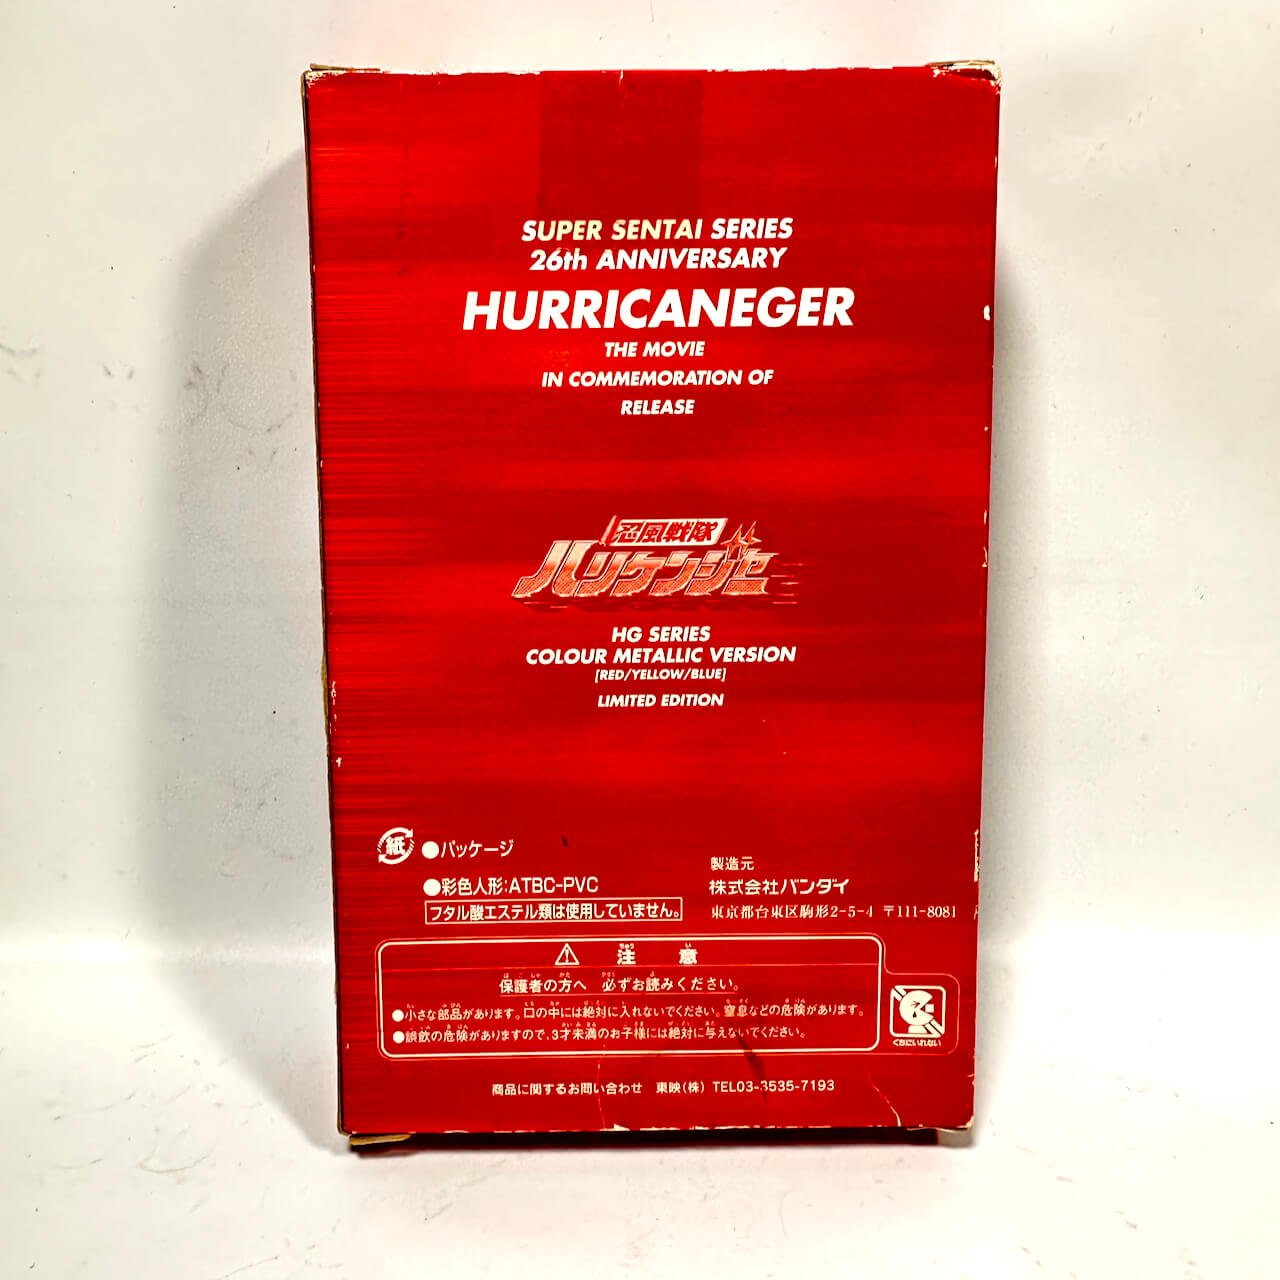 SUPER SENTAI SERIES
26th ANNIVERSARY
HURRICANEGER
THE MOVIE
IN COMMEMORATION OF
RELEASE
忍風戦隊
ハリケンジャー
HG SERIES
COLOUR METALLIC VERSION
[RED/YELLOW/BLUE]
LIMITED EDITION
紙 ●パッケージ
●彩色人形:ATBC-PVC
フタル酸エステル類は使用していません。
製造元
株式会社バンダイ
東京都台東区駒形2-5-4 〒111-8081
⚠ 注意
保護者の方へ 必ずお読みください。
●小さな部品があります。口の中には絶対に入れないでください。窒息などの危険があります。
●誤飲の危険がありますので、3才未満のお子様には絶対に与えないでください。
くちにいれない
商品に関するお問い合わせ 東映(株) TEL03-3535-7193